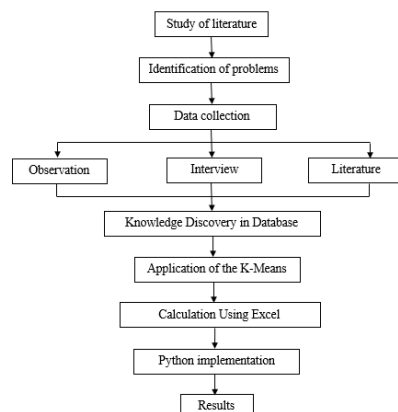 Study of literature
Identification of problems
Data collection
Observation
Interview
Literature
Knowledge Discovery in Database
Application of the K-Means
Calculation Using Excel
Python implementation
Results